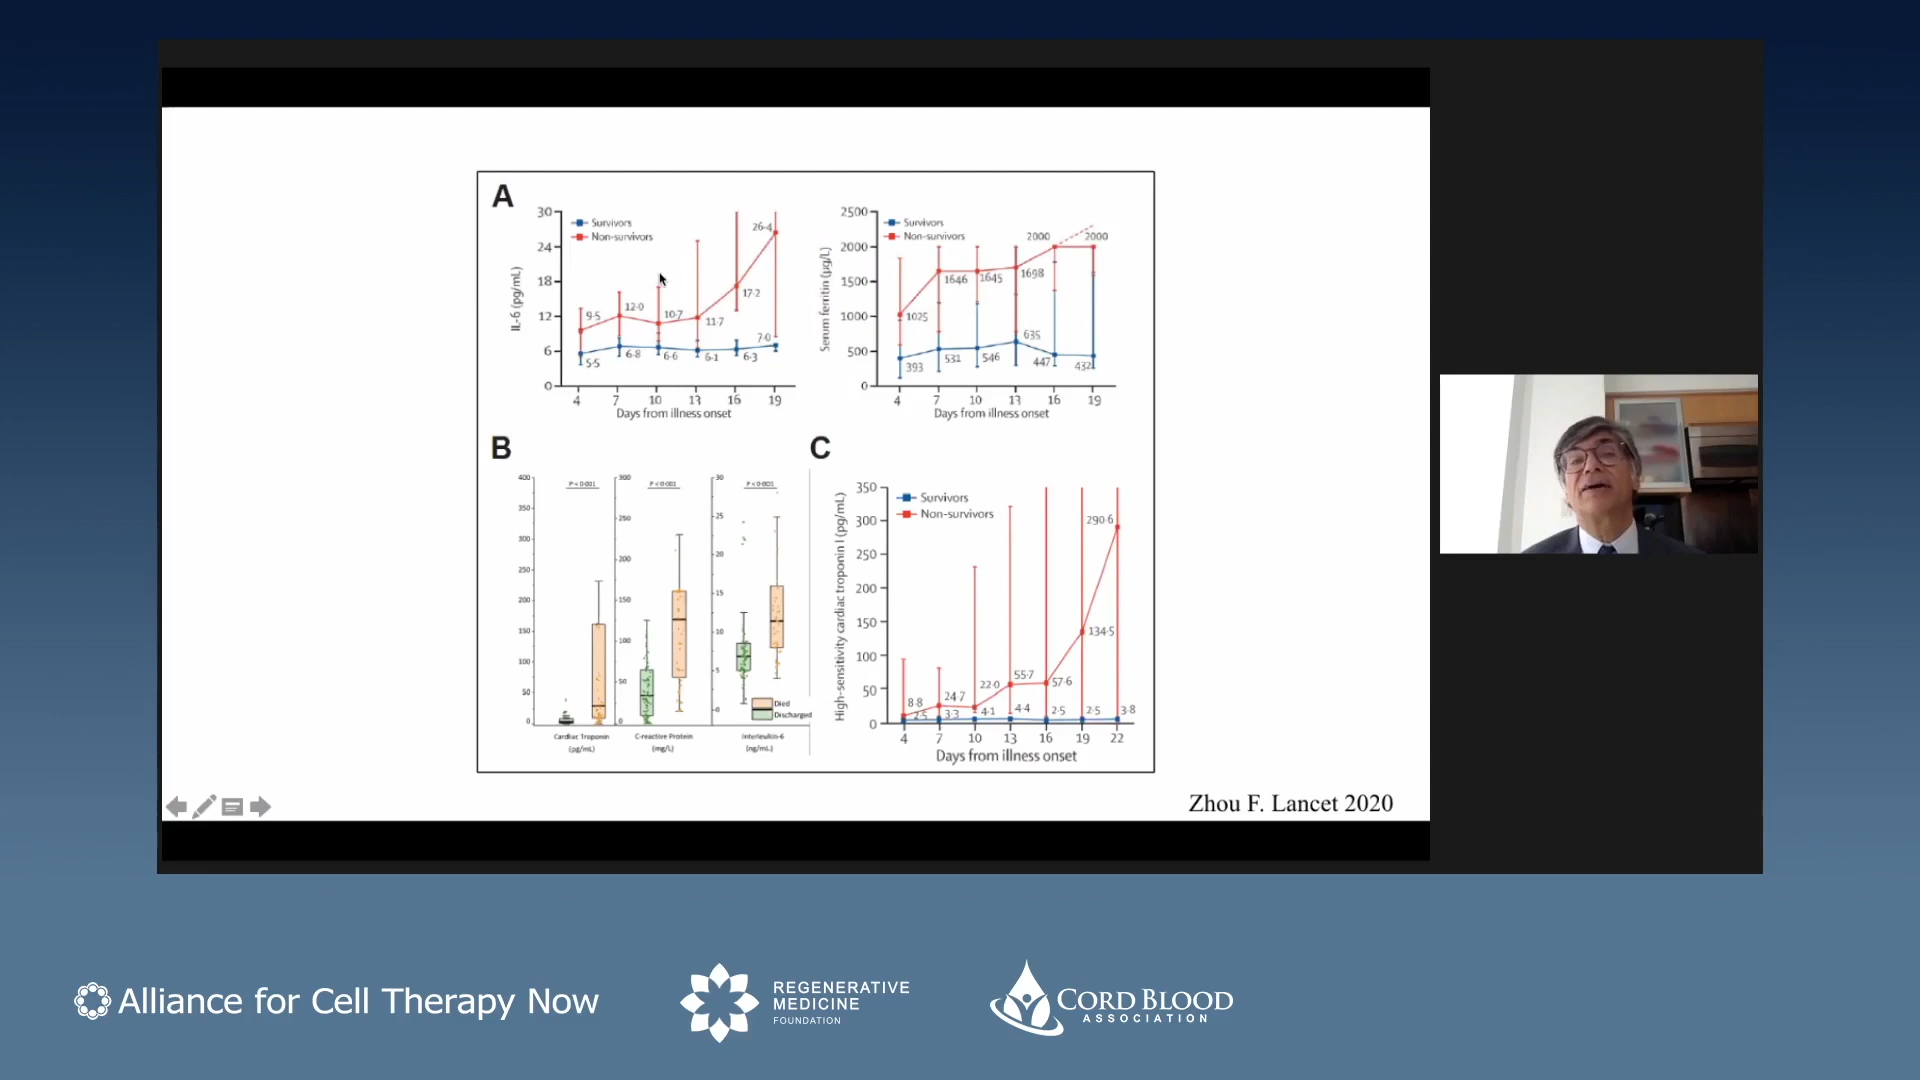 A
30
24
18
12
6
0
IL-6 (pg/mL)
Survivors
Non-survivors
9·5
12·0
10·7
11·7
17·2
26·4
5·5
6·8
6·6
6·1
6·3
7·0
4 7 10 13 16 19
Days from illness onset
2500
2000
1500
1000
500
0
Serum ferritin (µg/L)
Survivors
Non-survivors
1025
1646
1645
1698
2000
2000
393
531
546
635
447
432
4 7 10 13 16 19
Days from illness onset
B
400
350
300
250
200
150
100
50
0
P < 0·001
Cardiac Troponin
(pg/mL)
300
250
200
150
100
50
0
P < 0·001
C-reactive Protein
(mg/L)
30
25
20
15
10
5
0
P < 0·001
Interleukin-6
(ng/mL)
Died
Discharged
C
350
300
250
200
150
100
50
0
High-sensitivity cardiac troponin I (pg/mL)
Survivors
Non-survivors
8·8
24·7
22·0
55·7
57·6
134·5
290·6
2·5
3·3
4·1
4·4
2·5
2·5
3·8
4 7 10 13 16 19 22
Days from illness onset
Zhou F. Lancet 2020
Alliance for Cell Therapy Now
REGENERATIVE
MEDICINE
FOUNDATION
CORD BLOOD
ASSOCIATION